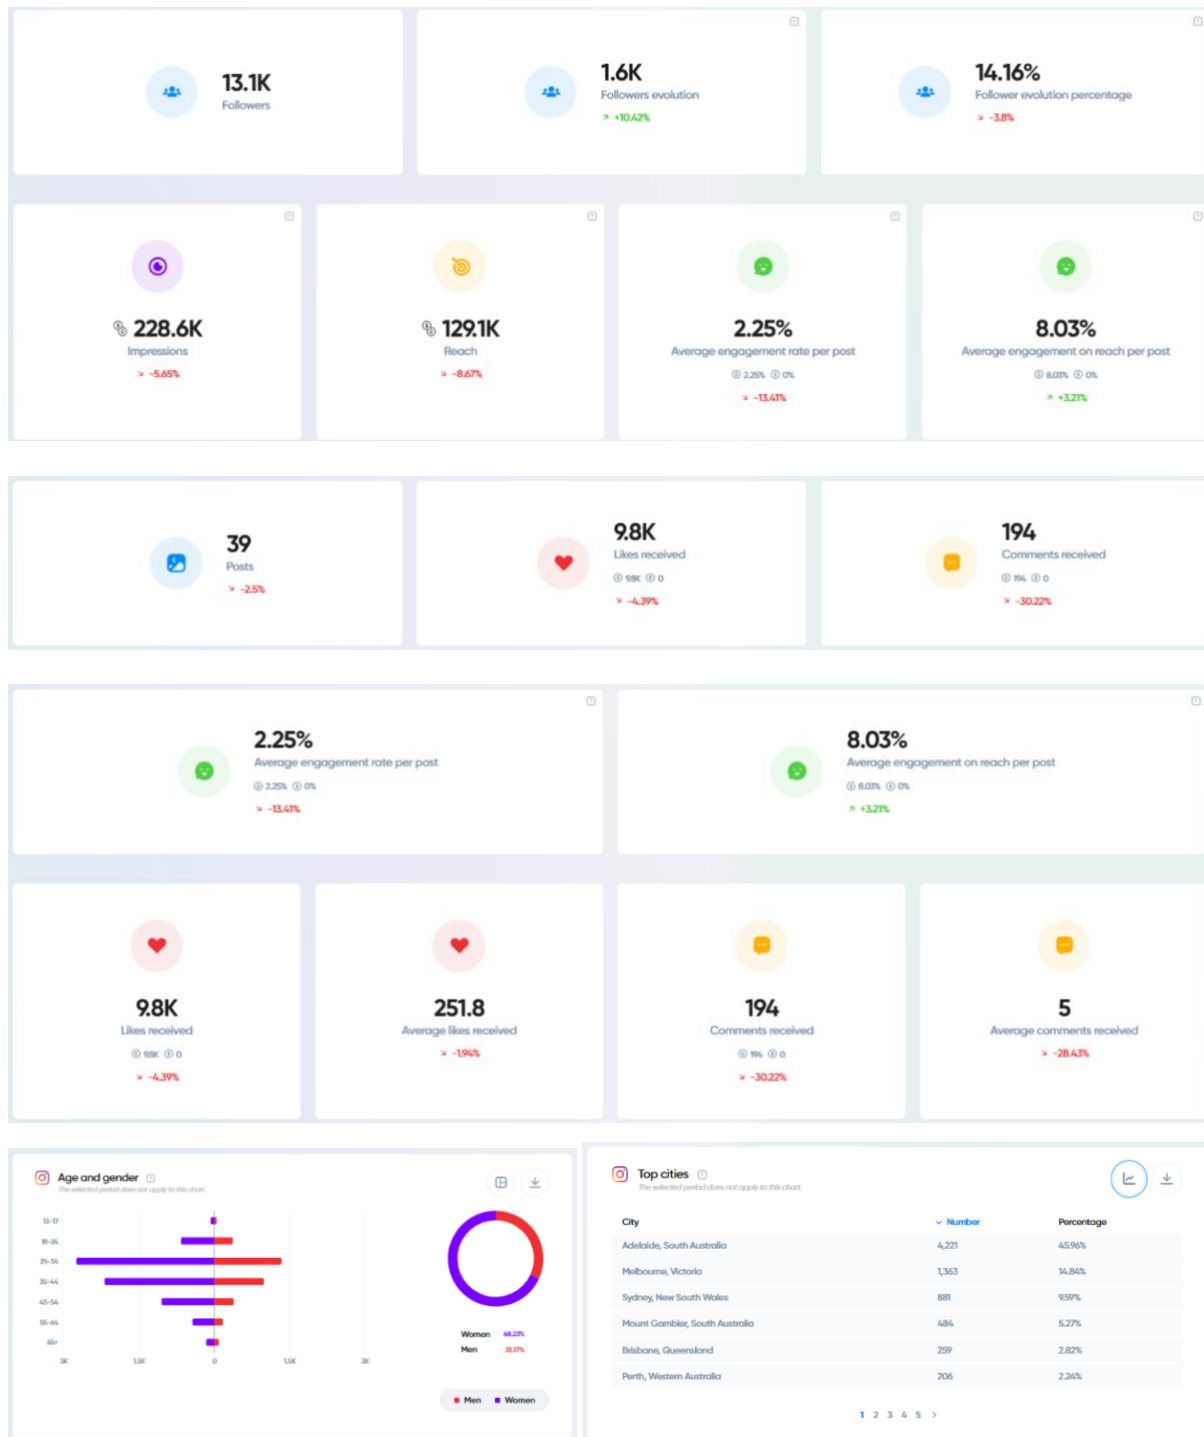 13.1K
Followers
1.6K
Followers evolution
+10.42%
14.16%
Follower evolution percentage
-3.8%
228.6K
Impressions
-5.65%
129.1K
Reach
-8.67%
2.25%
Average engagement rate per post
2.25% 0%
-13.41%
8.03%
Average engagement on reach per post
8.03% 0%
+3.21%
39
Posts
-2.5%
9.8K
Likes received
9.8K 0
-4.39%
194
Comments received
194 0
-30.22%
2.25%
Average engagement rate per post
2.25% 0%
-13.41%
8.03%
Average engagement on reach per post
8.03% 0%
+3.21%
9.8K
Likes received
9.8K 0
-4.39%
251.8
Average likes received
-1.94%
194
Comments received
194 0
-30.22%
5
Average comments received
-28.43%
Age and gender
The selected period does not apply to this chart.
13-17
18-24
25-34
35-44
45-54
55-64
65+
3K 1.5K 0 1.5K 3K
Women 68.23%
Men 31.77%
Men Women
Top cities
The selected period does not apply to this chart.
City Number Percentage
Adelaide, South Australia 4,221 45.96%
Melbourne, Victoria 1,363 14.84%
Sydney, New South Wales 881 9.59%
Mount Gambier, South Australia 484 5.27%
Brisbane, Queensland 259 2.82%
Perth, Western Australia 206 2.24%
1 2 3 4 5 >